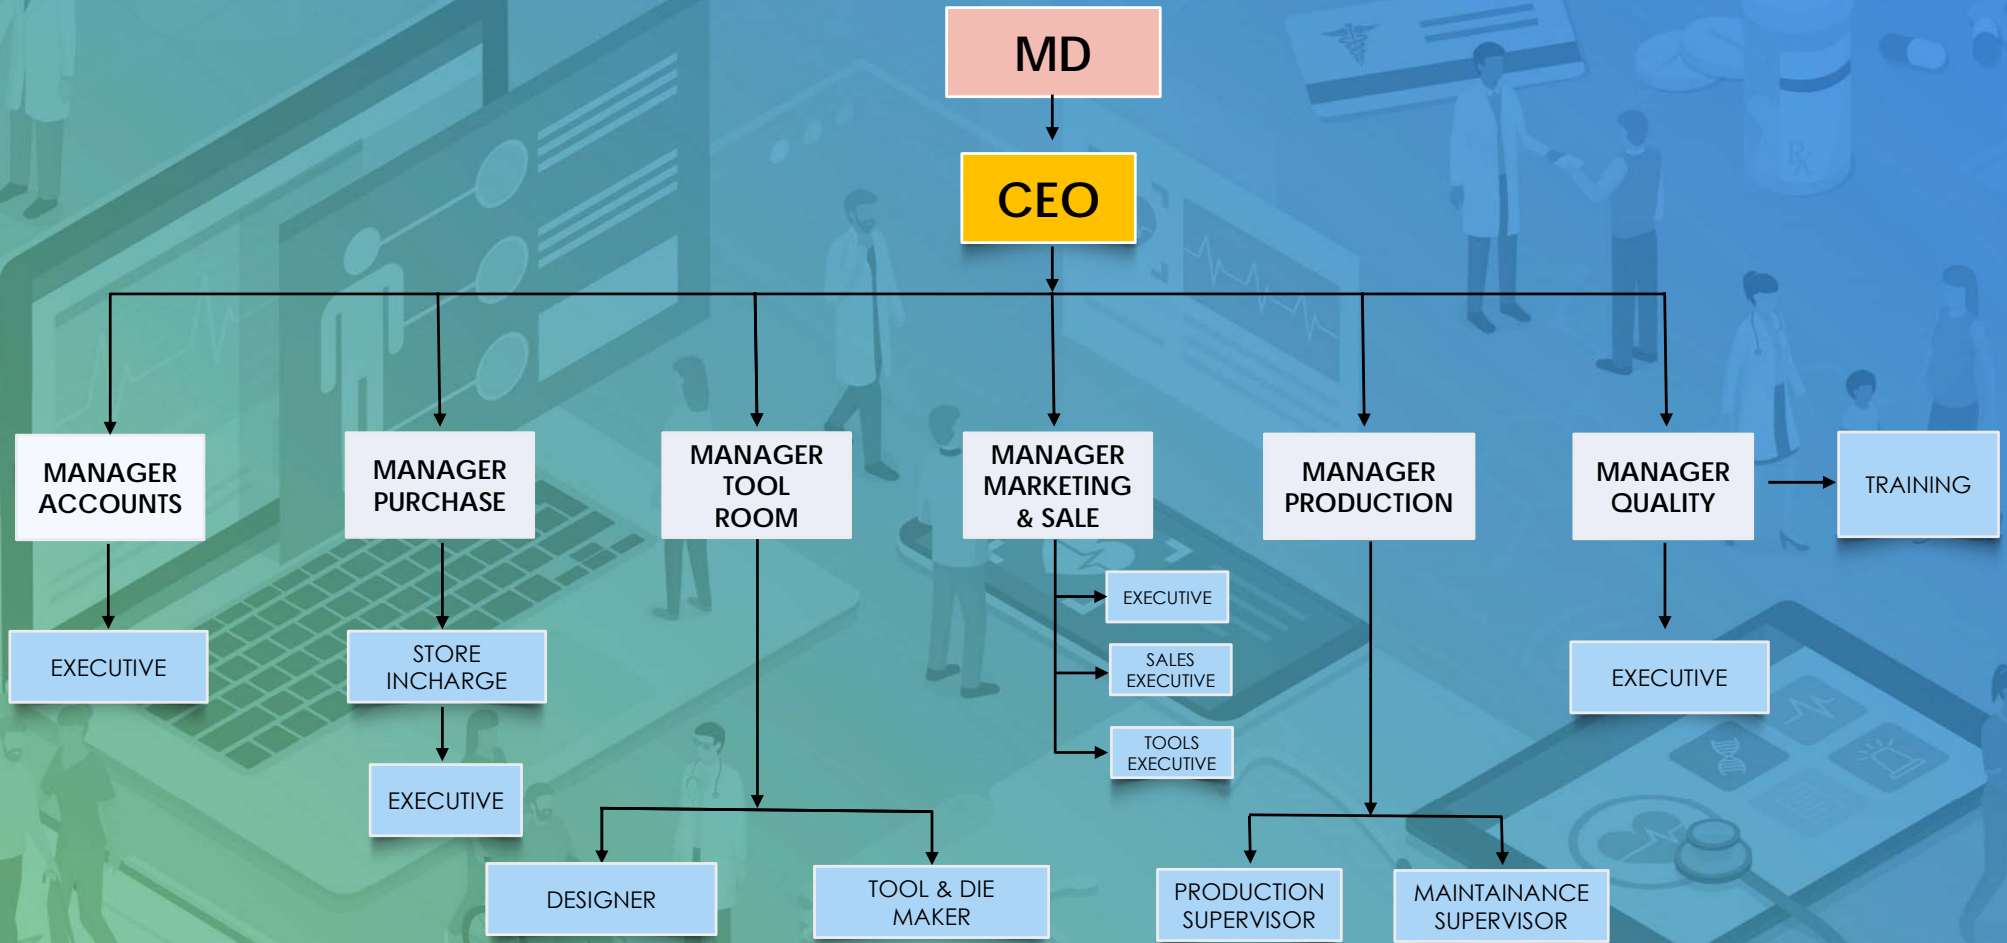 MD
CEO
MANAGER
ACCOUNTS
MANAGER
PURCHASE
MANAGER
TOOL
ROOM
MANAGER
MARKETING
& SALE
MANAGER
PRODUCTION
MANAGER
QUALITY
TRAINING
EXECUTIVE
STORE
INCHARGE
EXECUTIVE
EXECUTIVE
SALES
EXECUTIVE
TOOLS
EXECUTIVE
EXECUTIVE
DESIGNER
TOOL & DIE
MAKER
PRODUCTION
SUPERVISOR
MAINTAINANCE
SUPERVISOR
Rx